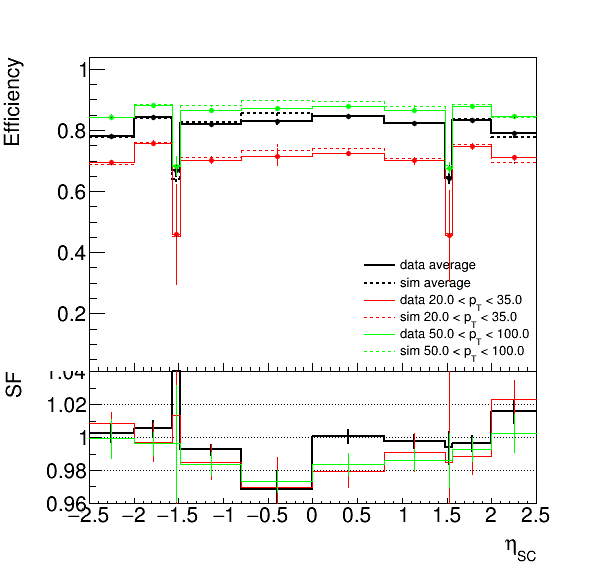 Efficiency
1
0.8
0.6
0.4
0.2
data average
sim average
data 20.0 < p_T < 35.0
sim 20.0 < p_T < 35.0
data 50.0 < p_T < 100.0
sim 50.0 < p_T < 100.0
SF
1.04
1.02
1
0.98
0.96
−2.5 −2 −1.5 −1 −0.5 0 0.5 1 1.5 2 2.5
η_SC